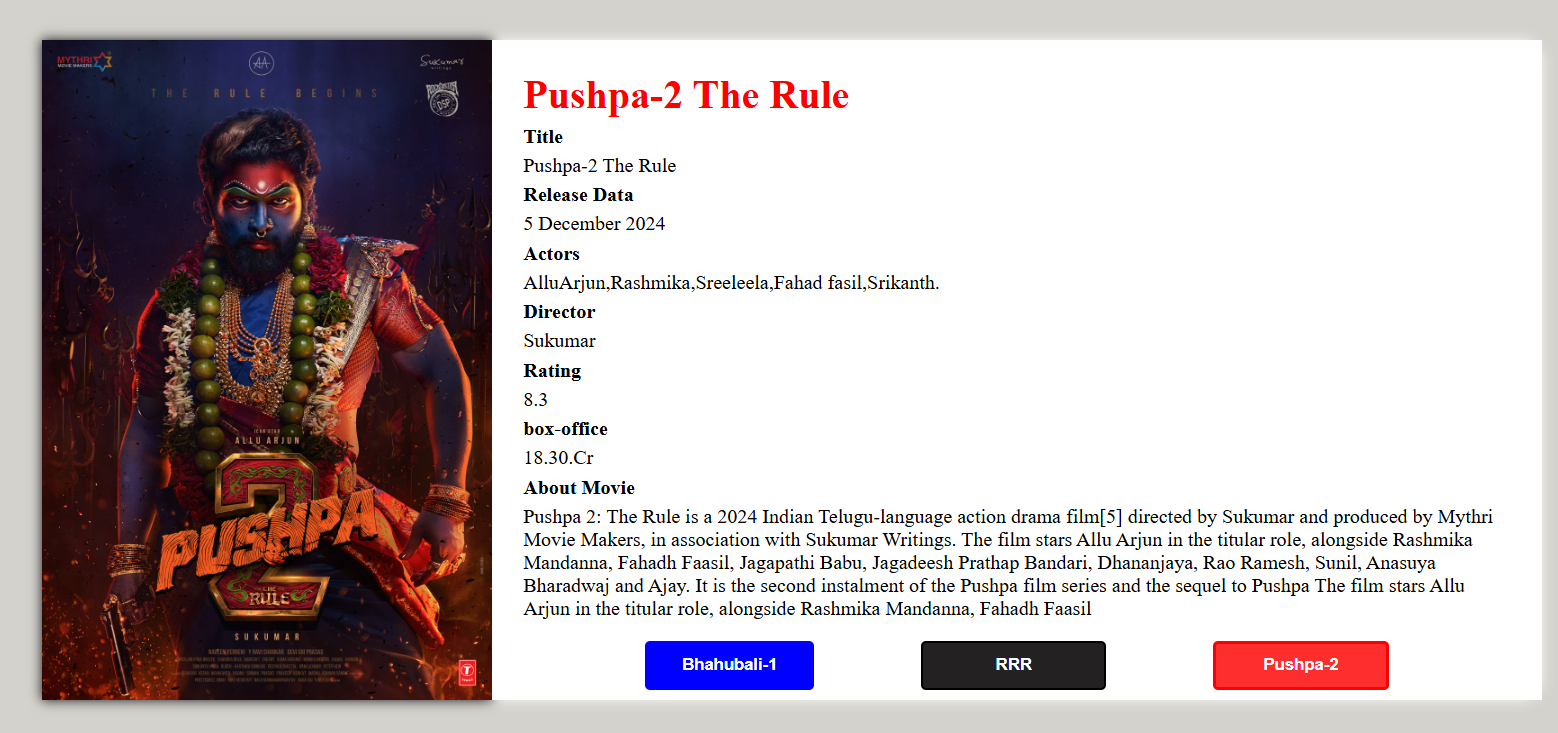 MYTHRI
MOVIE MAKERS
AA
Sukumar
writings
THE RULE BEGINS
DSP
ALLU ARJUN
2
PUSHPA
THE
RULE
SUKUMAR
T
Pushpa-2 The Rule
Title
Pushpa-2 The Rule
Release Data
5 December 2024
Actors
AlluArjun,Rashmika,Sreeleela,Fahad fasil,Srikanth.
Director
Sukumar
Rating
8.3
box-office
18.30.Cr
About Movie
Pushpa 2: The Rule is a 2024 Indian Telugu-language action drama film[5] directed by Sukumar and produced by Mythri
Movie Makers, in association with Sukumar Writings. The film stars Allu Arjun in the titular role, alongside Rashmika
Mandanna, Fahadh Faasil, Jagapathi Babu, Jagadeesh Prathap Bandari, Dhananjaya, Rao Ramesh, Sunil, Anasuya
Bharadwaj and Ajay. It is the second instalment of the Pushpa film series and the sequel to Pushpa The film stars Allu
Arjun in the titular role, alongside Rashmika Mandanna, Fahadh Faasil
Bhahubali-1
RRR
Pushpa-2